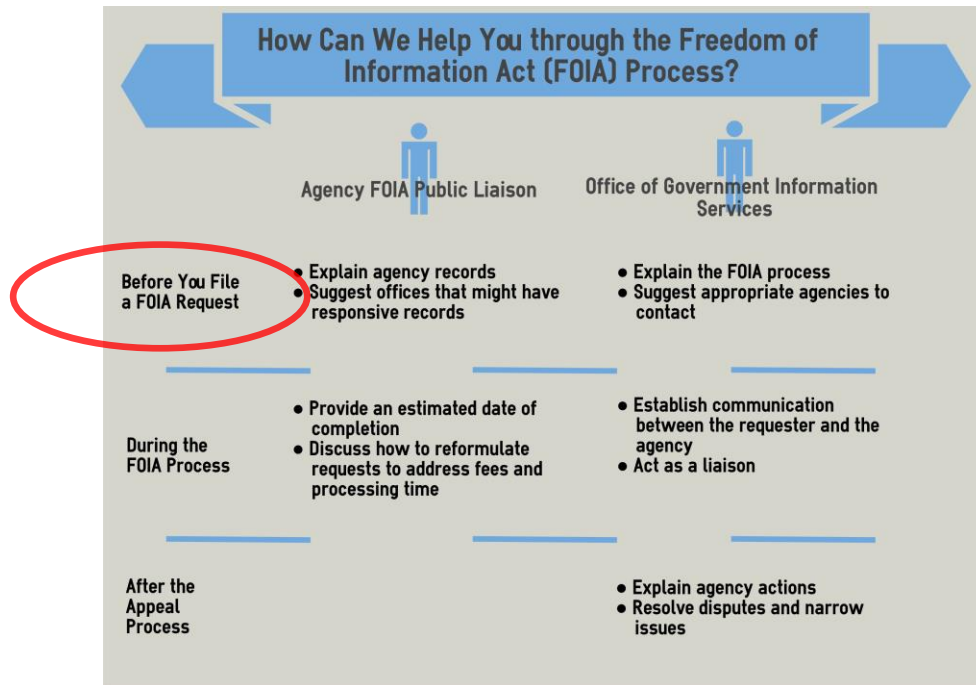 How Can We Help You through the Freedom of
Information Act (FOIA) Process?
Agency FOIA Public Liaison
Office of Government Information
Services
Before You File
a FOIA Request
● Explain agency records
● Suggest offices that might have
responsive records
● Explain the FOIA process
● Suggest appropriate agencies to
contact
During the
FOIA Process
● Provide an estimated date of
completion
● Discuss how to reformulate
requests to address fees and
processing time
● Establish communication
between the requester and the
agency
● Act as a liaison
After the
Appeal
Process
● Explain agency actions
● Resolve disputes and narrow
issues